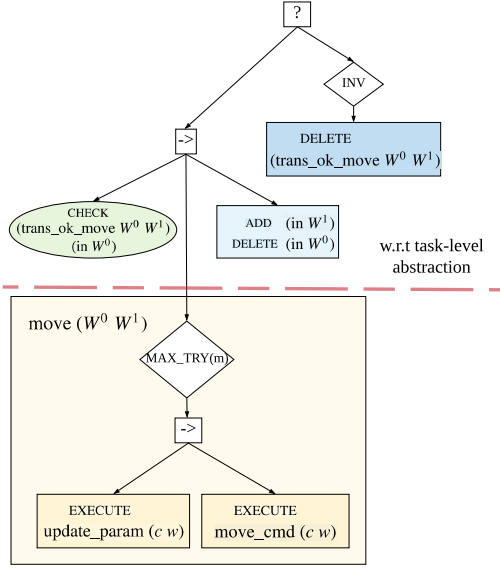 ?
INV
DELETE
(trans_ok_move W⁰ W¹)
->
CHECK
(trans_ok_move W⁰ W¹)
(in W⁰)
ADD (in W¹)
DELETE (in W⁰)
w.r.t task-level
abstraction
move (W⁰ W¹)
MAX_TRY(m)
->
EXECUTE
update_param (c w)
EXECUTE
move_cmd (c w)